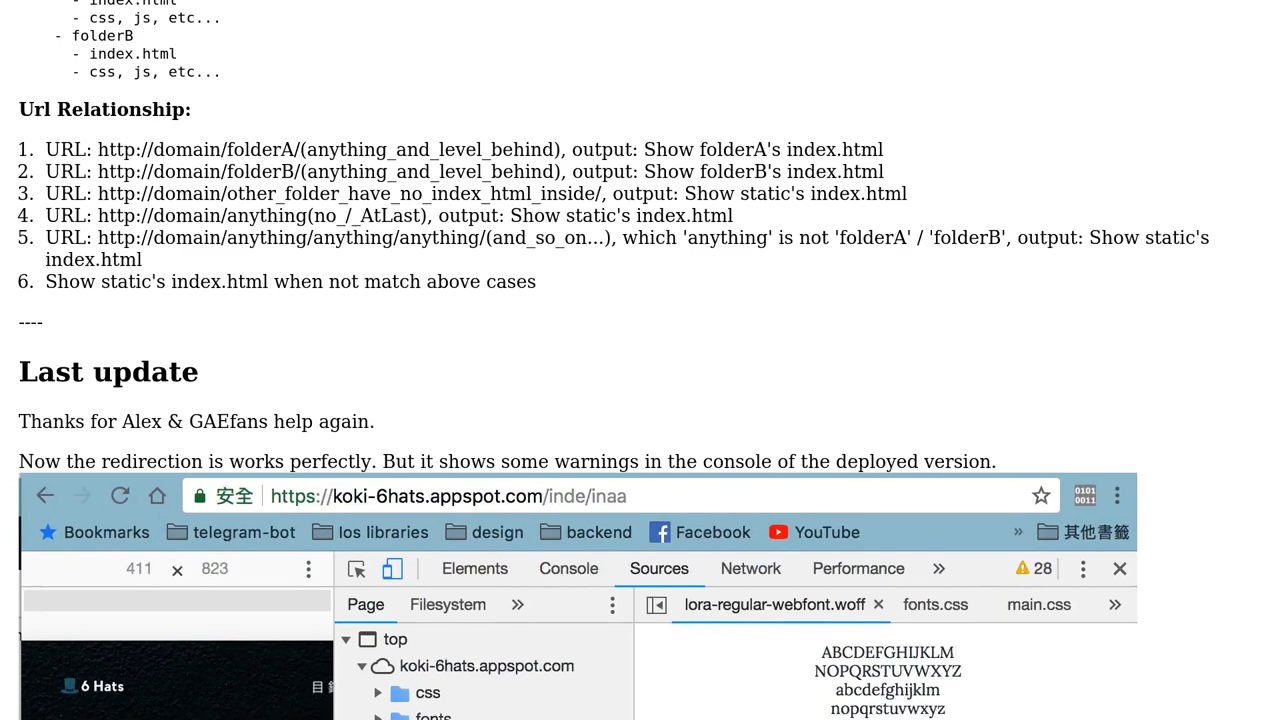 - index.html
- css, js, etc...
- folderB
- index.html
- css, js, etc...
Url Relationship:
1. URL: http://domain/folderA/(anything_and_level_behind), output: Show folderA's index.html
2. URL: http://domain/folderB/(anything_and_level_behind), output: Show folderB's index.html
3. URL: http://domain/other_folder_have_no_index_html_inside/, output: Show static's index.html
4. URL: http://domain/anything(no_/_AtLast), output: Show static's index.html
5. URL: http://domain/anything/anything/anything/(and_so_on...), which 'anything' is not 'folderA' / 'folderB', output: Show static's
index.html
6. Show static's index.html when not match above cases
----
Last update
Thanks for Alex & GAEfans help again.
Now the redirection is works perfectly. But it shows some warnings in the console of the deployed version.
安全 https://koki-6hats.appspot.com/inde/inaa 0101 0011
Bookmarks telegram-bot Ios libraries design backend Facebook YouTube » 其他書籤
411 × 823 Elements Console Sources Network Performance » 28
Page Filesystem » lora-regular-webfont.woff × fonts.css main.css »
top
koki-6hats.appspot.com
css
fonts
6 Hats 目
ABCDEFGHIJKLM
NOPQRSTUVWXYZ
abcdefghijklm
nopqrstuvwxyz